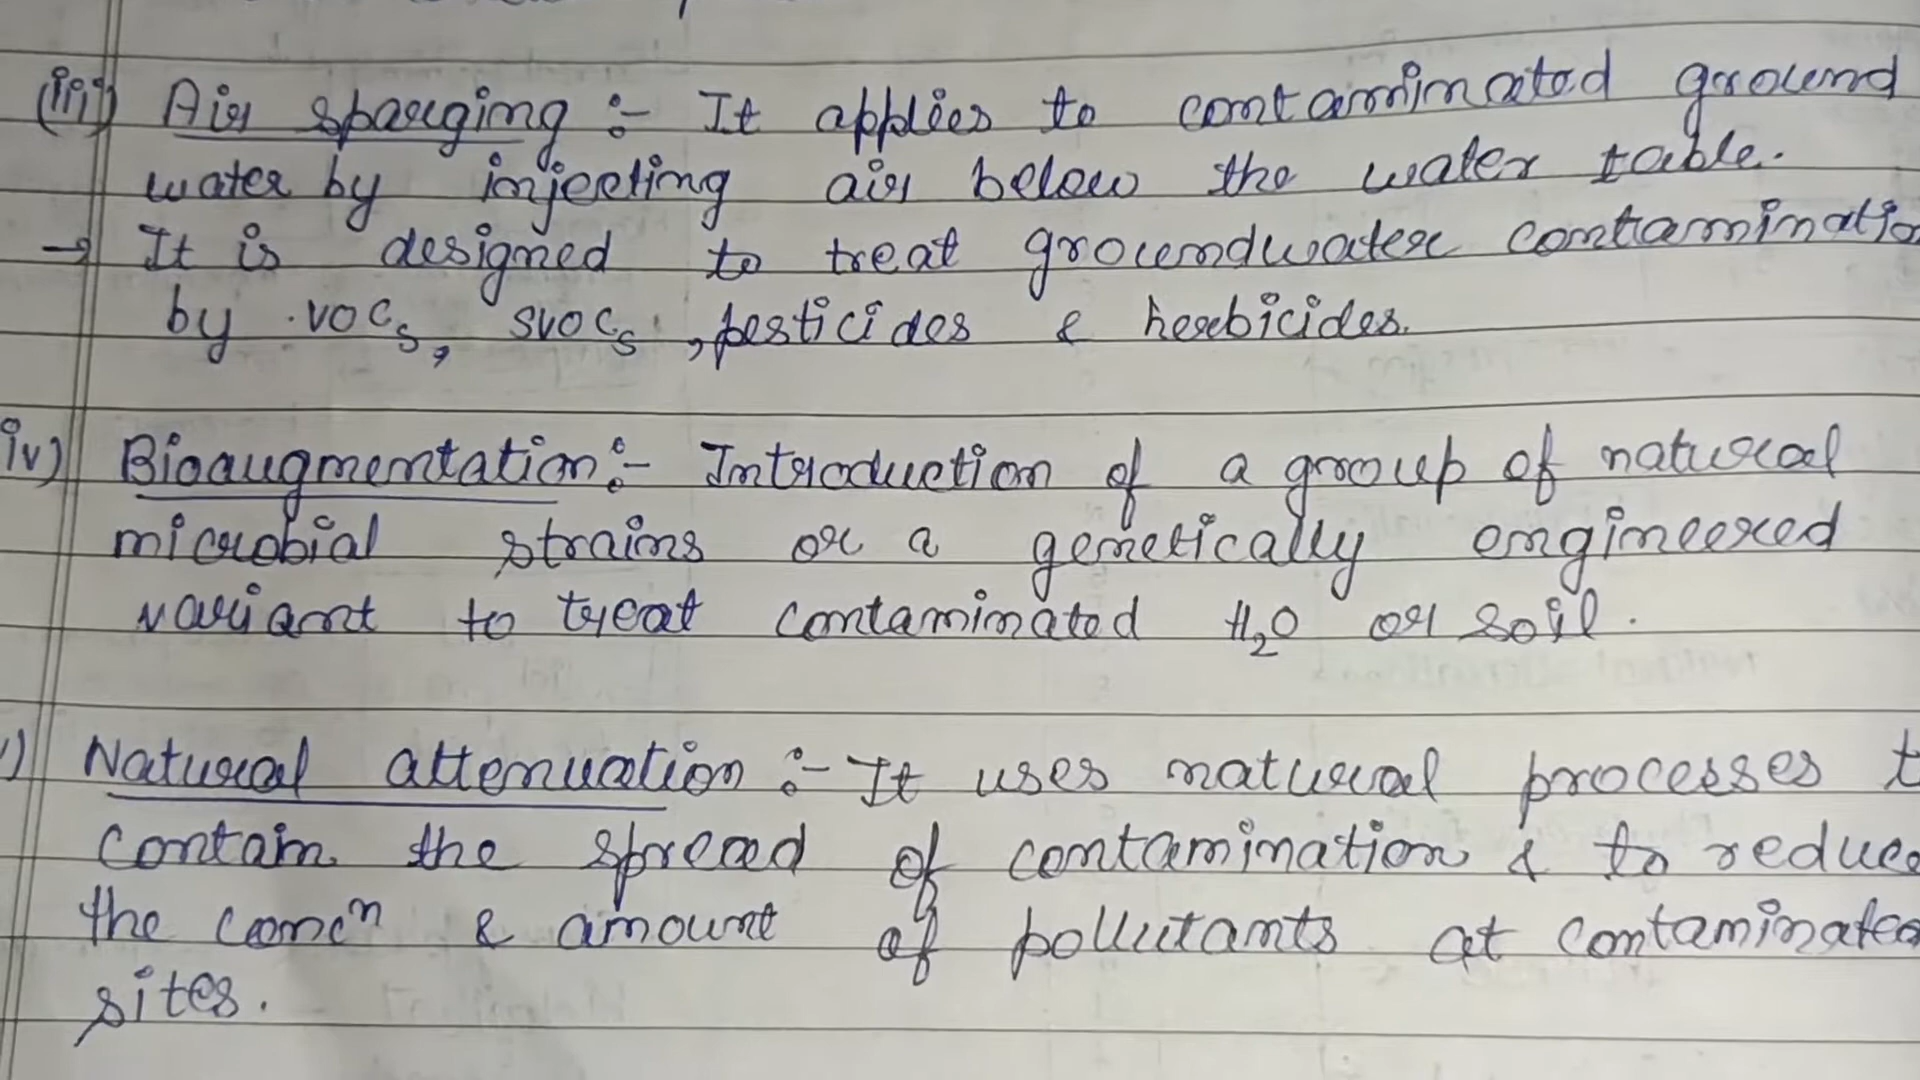 (iii) Air sparging :- It applies to contaminated ground
water by injecting air below the water table.
→ It is designed to treat groundwater contaminatio
by VOCs, SVOCs, pesticides & herbicides.
iv) Bioaugmentation :- Introduction of a group of natural
microbial strains or a genetically engineered
variant to treat contaminated H₂O or soil.
) Natural attenuation :- It uses natural processes t
contain the spread of contamination & to reduce
the concⁿ & amount of pollutants at contaminated
sites.